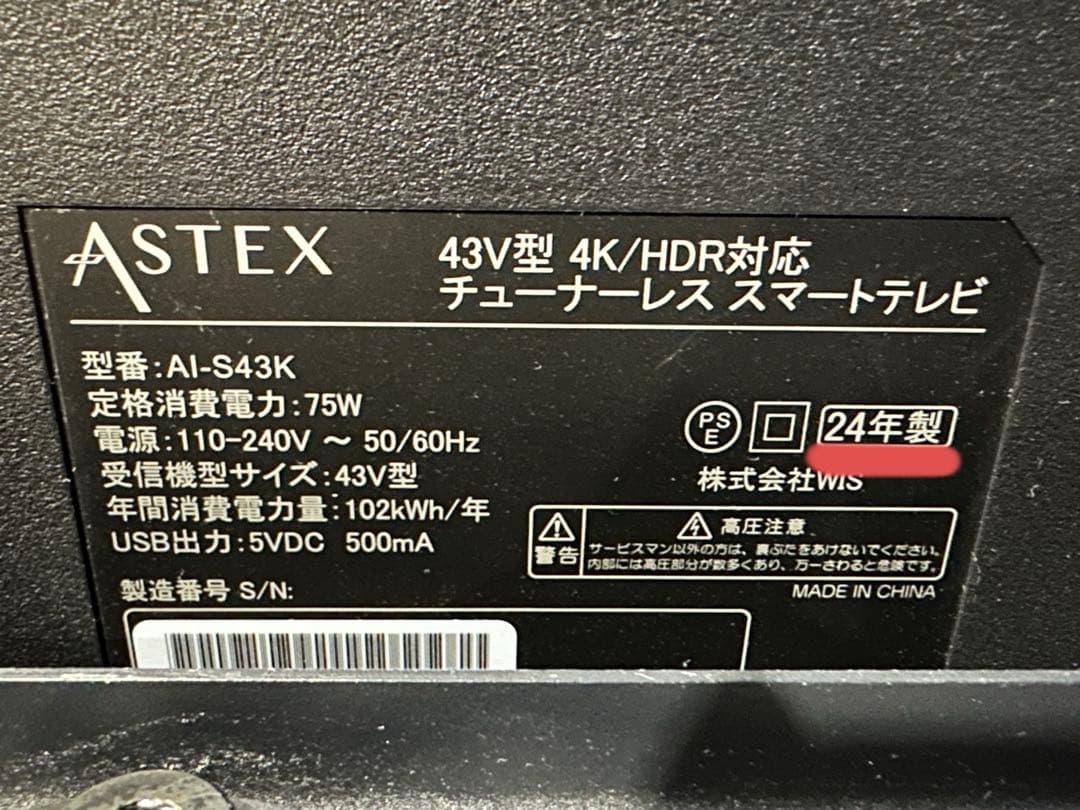 ASTEX
43V型 4K/HDR対応
チューナーレス スマートテレビ
型番:AI-S43K
定格消費電力:75W
電源:110-240V ～ 50/60Hz
受信機型サイズ:43V型
年間消費電力量:102kWh/年
USB出力:5VDC 500mA
製造番号 S/N:
PSE
24年製
株式会社WIS
警告
高圧注意
サービスマン以外の方は、裏ぶたをあけないでください。
内部には高圧部分が数多くあり、万一さわると危険です。
MADE IN CHINA